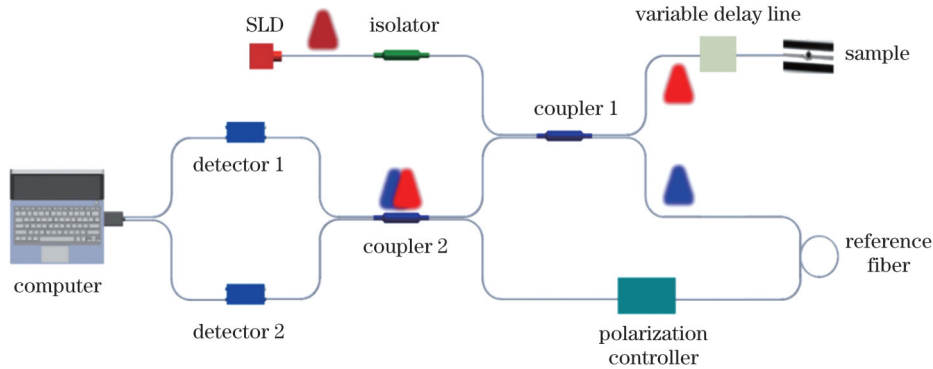 SLD
isolator
variable delay line
sample
coupler 1
detector 1
coupler 2
reference
fiber
computer
detector 2
polarization
controller